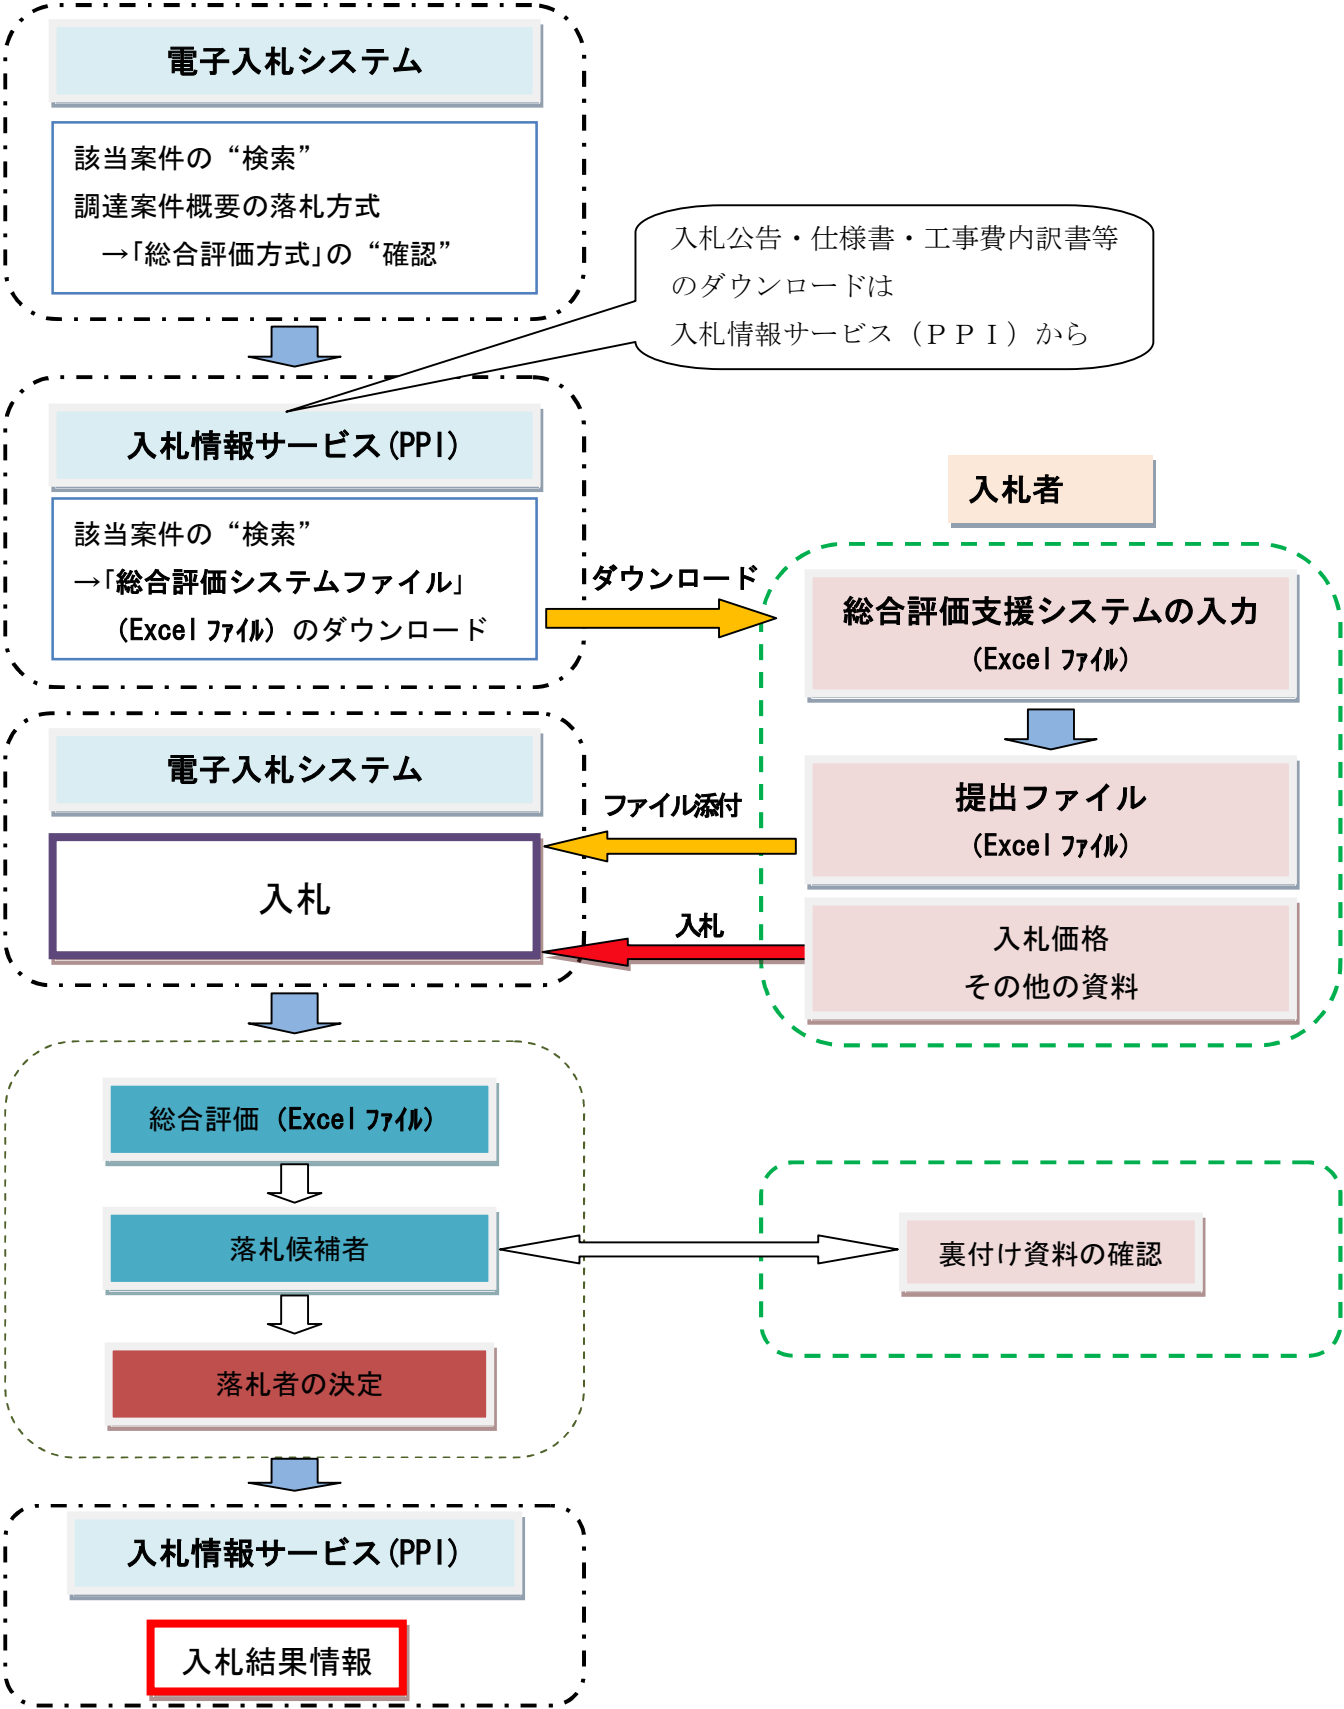 電子入札システム
該当案件の“検索”
調達案件概要の落札方式
→｢総合評価方式｣の“確認”
入札公告・仕様書・工事費内訳書等
のダウンロードは
入札情報サービス（ＰＰＩ）から
入札情報サービス(PPI)
該当案件の“検索”
→｢総合評価システムファイル｣
（Excel ﾌｧｲﾙ）のダウンロード
ダウンロード
入札者
総合評価支援システムの入力
（Excel ﾌｧｲﾙ）
提出ファイル
（Excel ﾌｧｲﾙ）
入札価格
その他の資料
電子入札システム
ファイル添付
入札
入札
総合評価（Excel ﾌｧｲﾙ）
落札候補者
裏付け資料の確認
落札者の決定
入札情報サービス(PPI)
入札結果情報